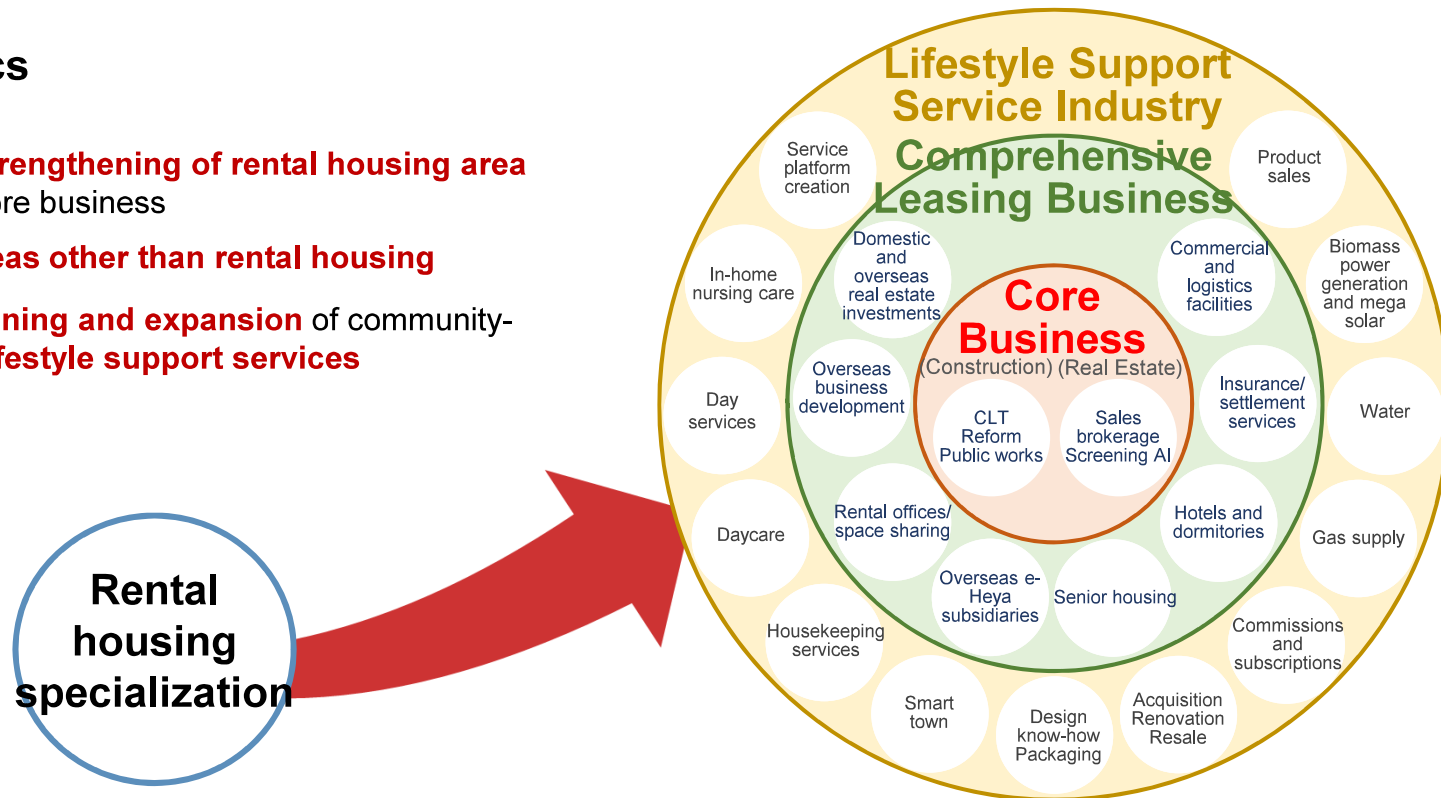 cs
rengthening of rental housing area
ore business
eas other than rental housing
ning and expansion of community-
festyle support services
Rental
housing
specialization
Lifestyle Support
Service Industry
Comprehensive
Leasing Business
Core
Business
(Construction) (Real Estate)
CLT
Reform
Public works
Sales
brokerage
Screening AI
Domestic
and
overseas
real estate
investments
Commercial
and
logistics
facilities
Overseas
business
development
Insurance/
settlement
services
Rental offices/
space sharing
Hotels and
dormitories
Overseas e-
Heya
subsidiaries
Senior housing
Service
platform
creation
Product
sales
In-home
nursing care
Biomass
power
generation
and mega
solar
Day
services
Water
Daycare
Gas supply
Housekeeping
services
Commissions
and
subscriptions
Smart
town
Design
know-how
Packaging
Acquisition
Renovation
Resale